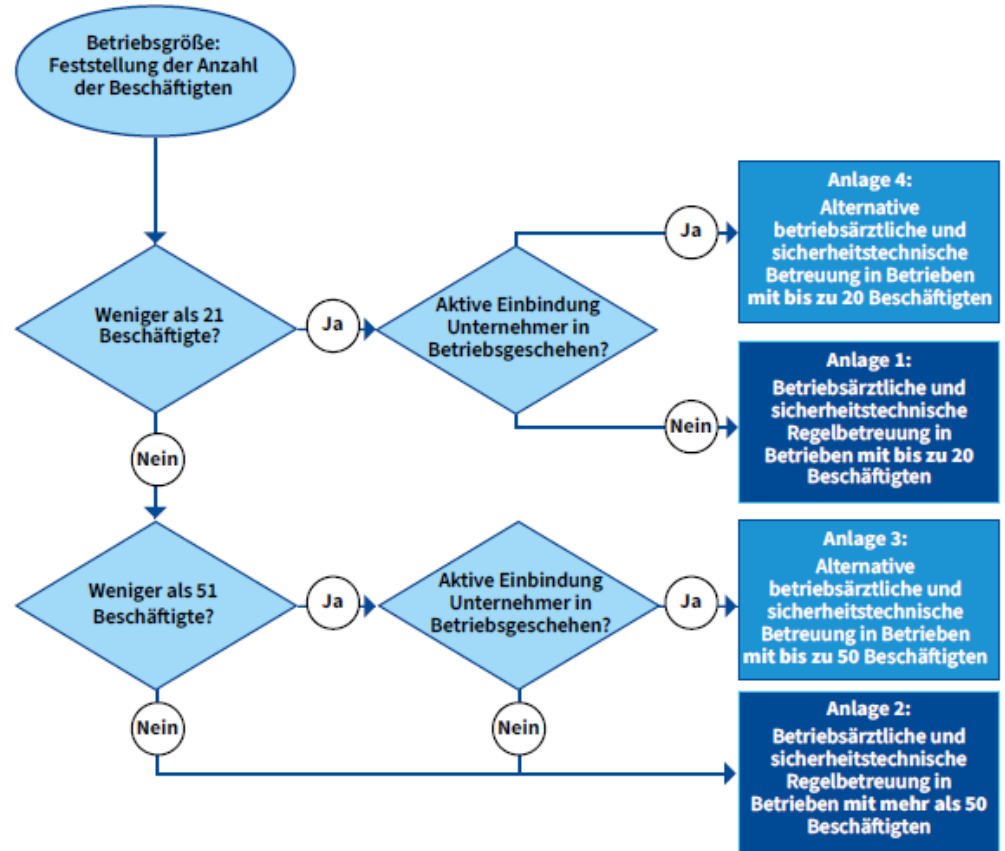 Betriebsgröße:
Feststellung der Anzahl
der Beschäftigten
Weniger als 21
Beschäftigte?
Ja
Aktive Einbindung
Unternehmer in
Betriebsgeschehen?
Ja
Anlage 4:
Alternative
betriebsärztliche und
sicherheitstechnische
Betreuung in Betrieben
mit bis zu 20 Beschäftigten
Nein
Anlage 1:
Betriebsärztliche und
sicherheitstechnische
Regelbetreuung in
Betrieben mit bis zu 20
Beschäftigten
Nein
Weniger als 51
Beschäftigte?
Ja
Aktive Einbindung
Unternehmer in
Betriebsgeschehen?
Ja
Anlage 3:
Alternative
betriebsärztliche und
sicherheitstechnische
Betreuung in Betrieben
mit bis zu 50 Beschäftigten
Nein
Nein
Anlage 2:
Betriebsärztliche und
sicherheitstechnische
Regelbetreuung in
Betrieben mit mehr als 50
Beschäftigten